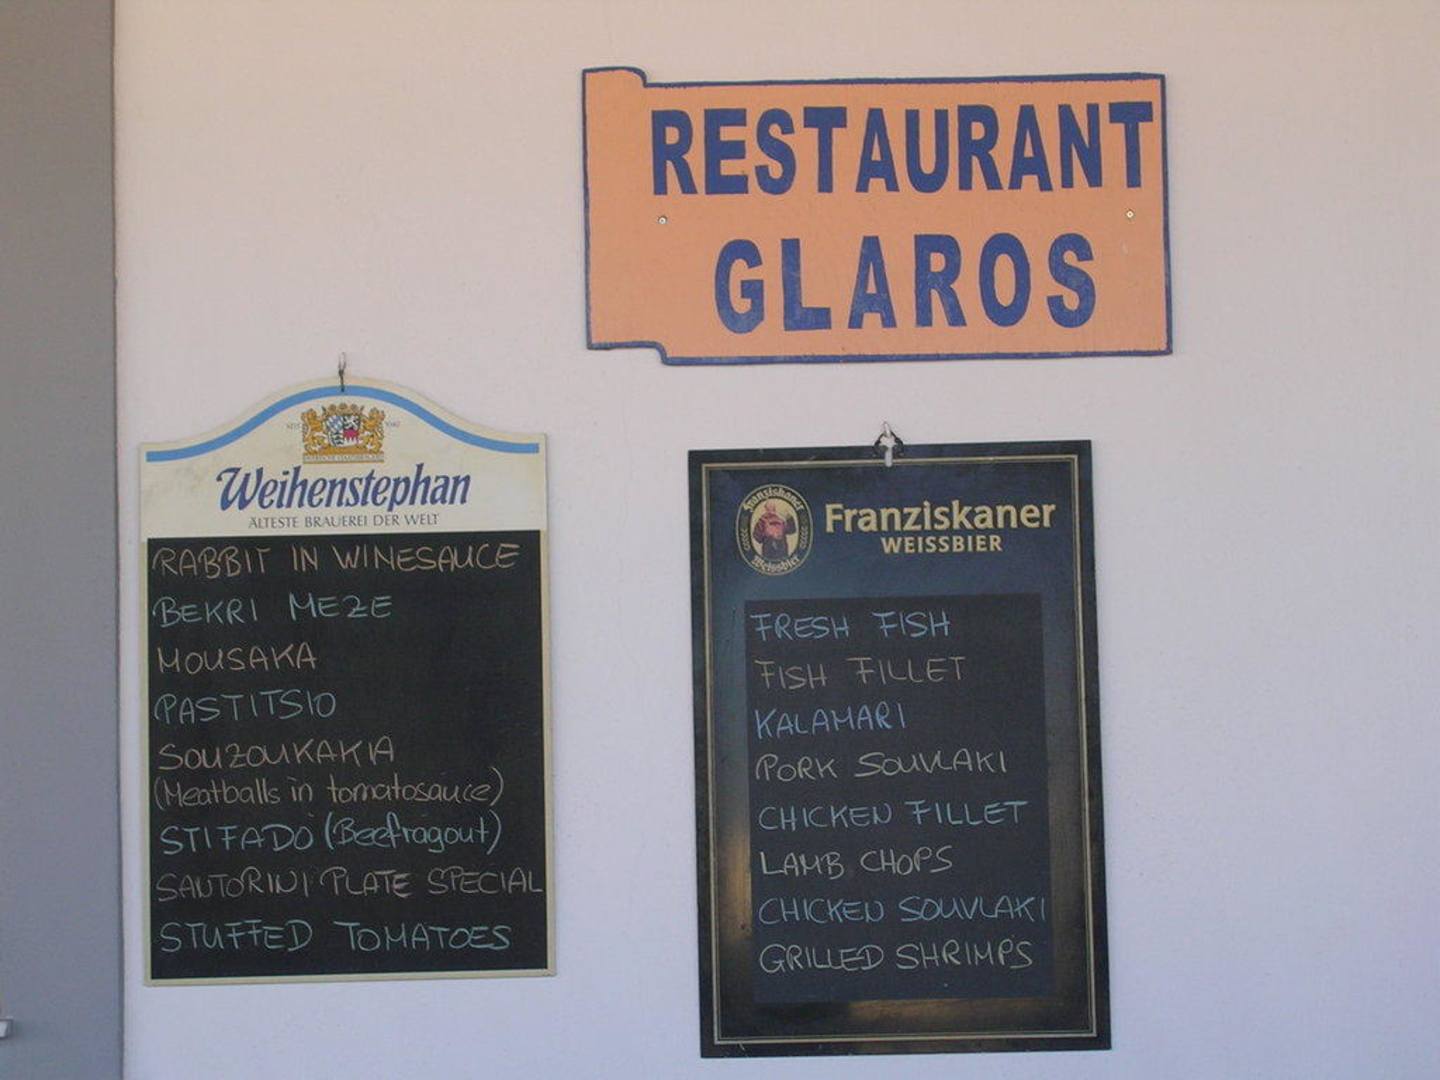 RESTAURANT
GLAROS
Weihenstephan
ÄLTESTE BRAUEREI DER WELT
RABBIT IN WINESAUCE
BEKRI MEZE
MOUSAKA
PASTITSIO
SOUZOUKAKIA
(Meatballs in tomatosauce)
STIFADO (Beefragout)
SANTORINI PLATE SPECIAL
STUFFED TOMATOES
Franziskaner
Weissbier
Franziskaner
WEISSBIER
FRESH FISH
FISH FILLET
KALAMARI
PORK SOUVLAKI
CHICKEN FILLET
LAMB CHOPS
CHICKEN SOUVLAKI
GRILLED SHRIMPS